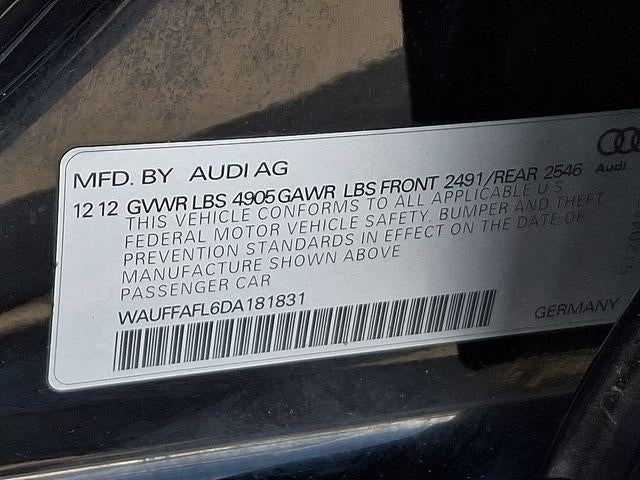 MFD. BY AUDI AG
Audi
12 12 GVWR LBS 4905 GAWR LBS FRONT 2491/REAR 2546
THIS VEHICLE CONFORMS TO ALL APPLICABLE U S
FEDERAL MOTOR VEHICLE SAFETY, BUMPER AND THEFT
PREVENTION STANDARDS IN EFFECT ON THE DATE OF
MANUFACTURE SHOWN ABOVE
PASSENGER CAR
WAUFFAFL6DA181831
GERMANY